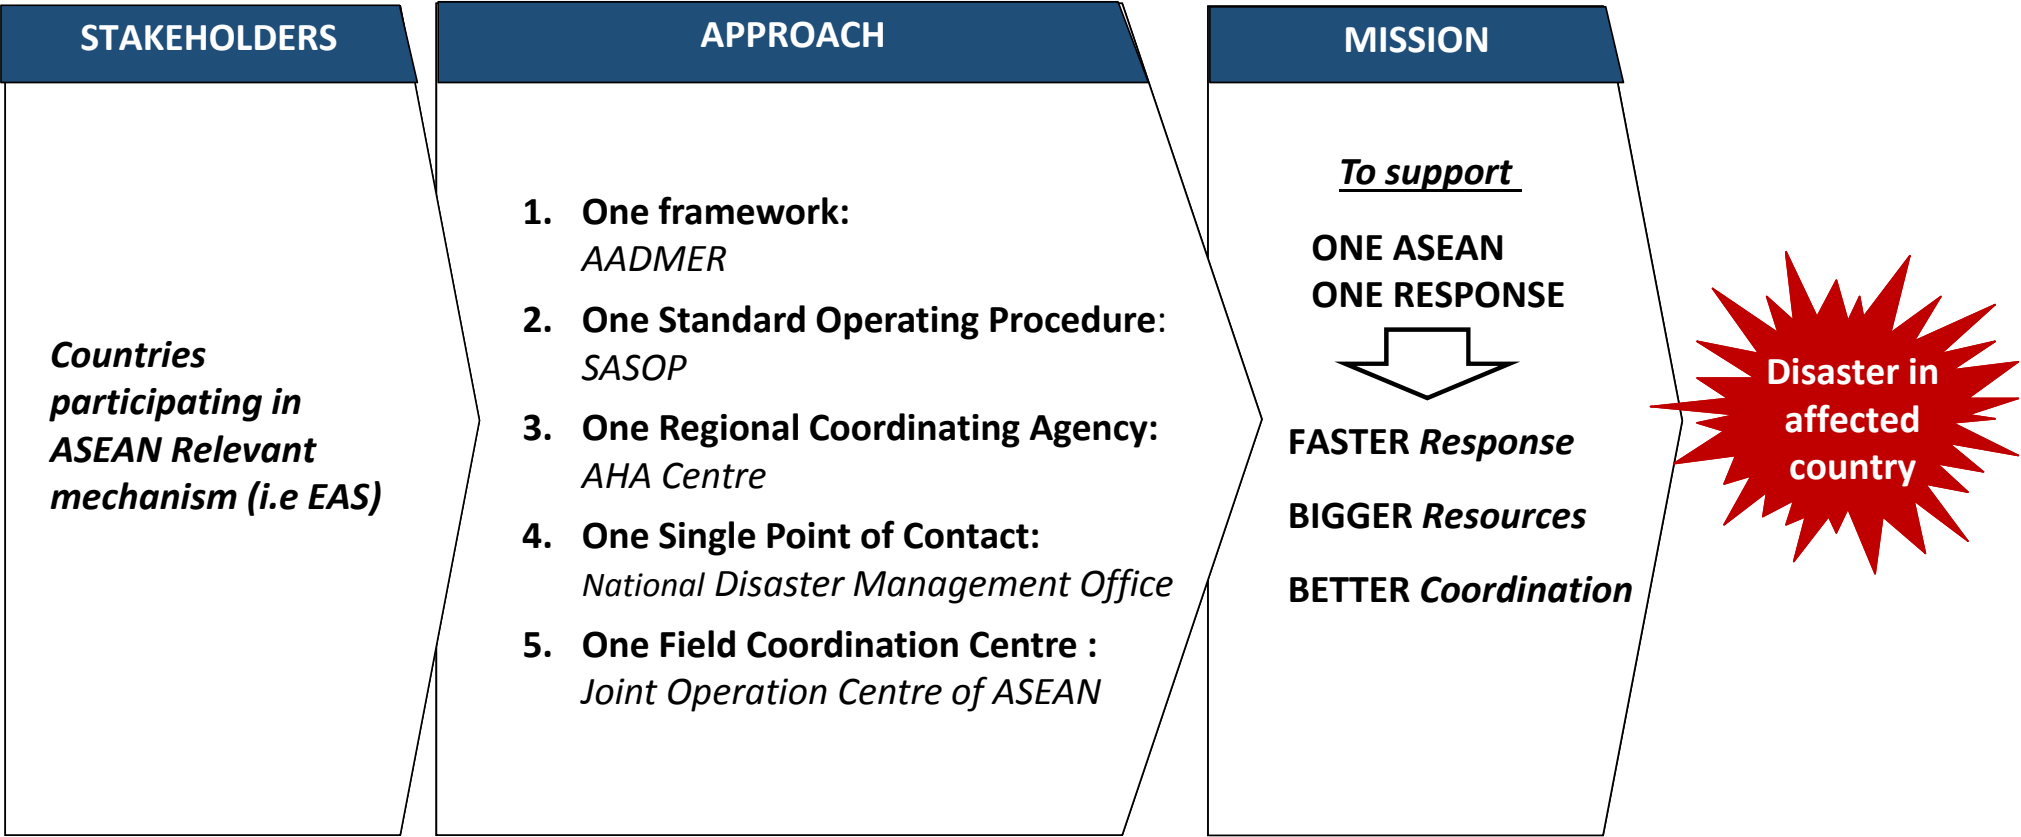 STAKEHOLDERS
Countries
participating in
ASEAN Relevant
mechanism (i.e EAS)
APPROACH
1. One framework:
AADMER
2. One Standard Operating Procedure:
SASOP
3. One Regional Coordinating Agency:
AHA Centre
4. One Single Point of Contact:
National Disaster Management Office
5. One Field Coordination Centre :
Joint Operation Centre of ASEAN
MISSION
To support
ONE ASEAN
ONE RESPONSE
FASTER Response
BIGGER Resources
BETTER Coordination
Disaster in
affected
country